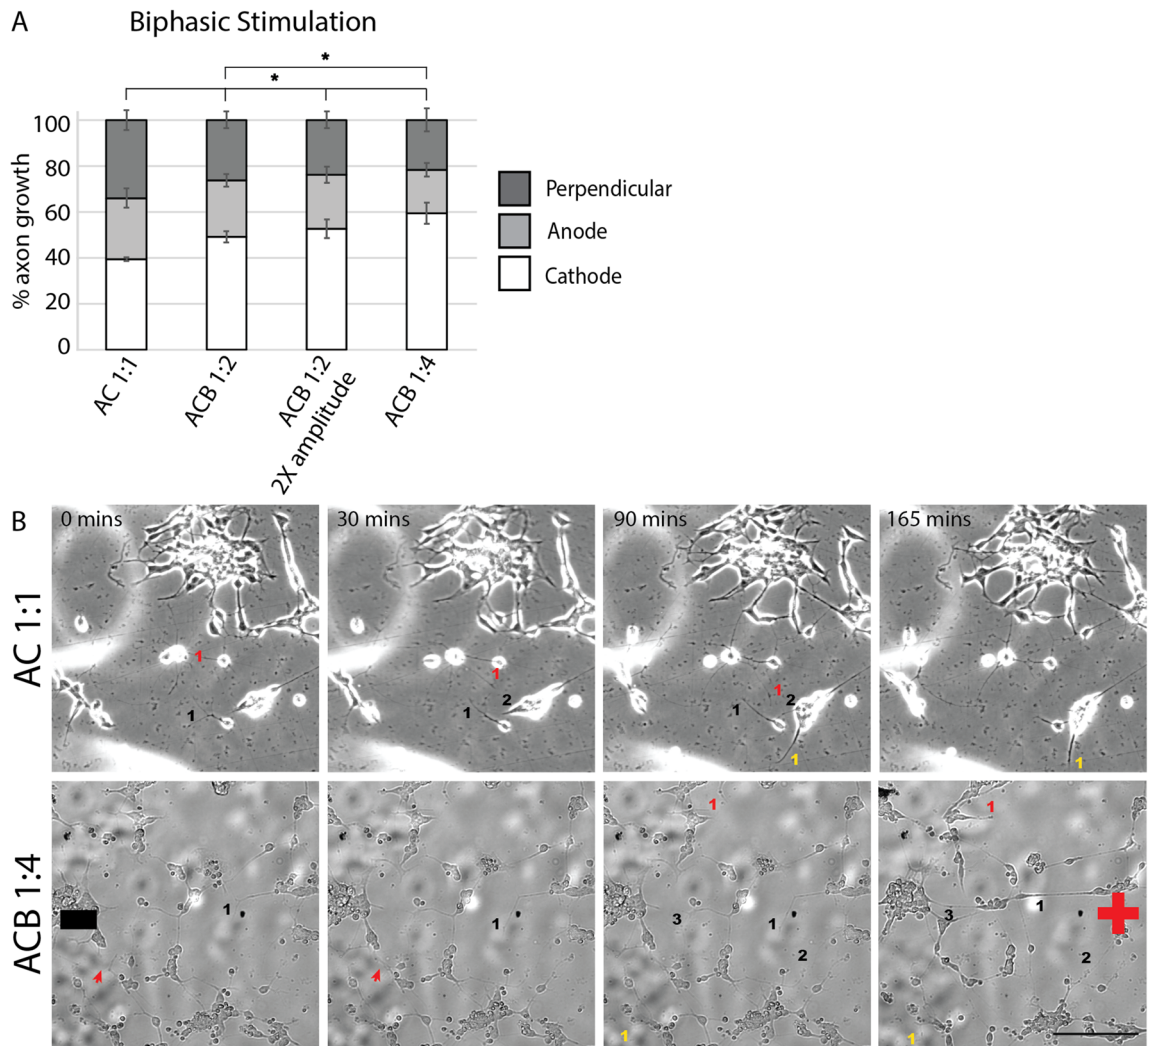 A
Biphasic Stimulation
*
*
100
80
60
40
20
0
% axon growth
AC 1:1
ACB 1:2
ACB 1:2
2X amplitude
ACB 1:4
Perpendicular
Anode
Cathode
B
0 mins
30 mins
90 mins
165 mins
AC 1:1
1
1
1
1
2
1
1
2
1
1
ACB 1:4
1
1
1
3
1
2
1
1
3
1
2
1